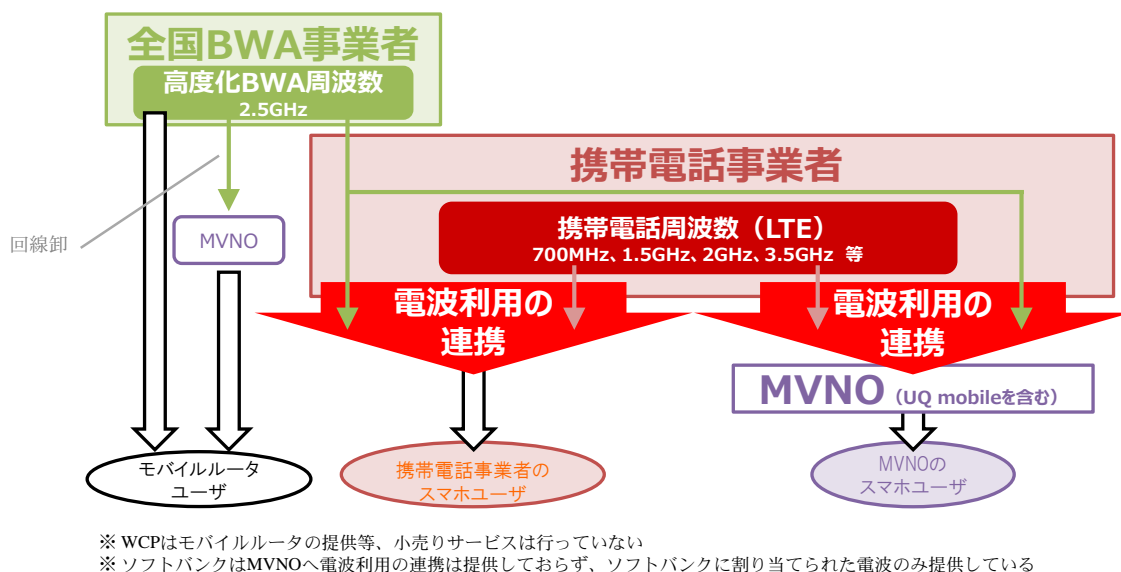 全国BWA事業者
高度化BWA周波数
2.5GHz
携帯電話事業者
携帯電話周波数（LTE）
700MHz、1.5GHz、2GHz、3.5GHz 等
回線卸
MVNO
電波利用の
連携
電波利用の
連携
MVNO（UQ mobileを含む）
モバイルルータ
ユーザ
携帯電話事業者の
スマホユーザ
MVNOの
スマホユーザ
※ WCPはモバイルルータの提供等、小売りサービスは行っていない
※ ソフトバンクはMVNOへ電波利用の連携は提供しておらず、ソフトバンクに割り当てられた電波のみ提供している